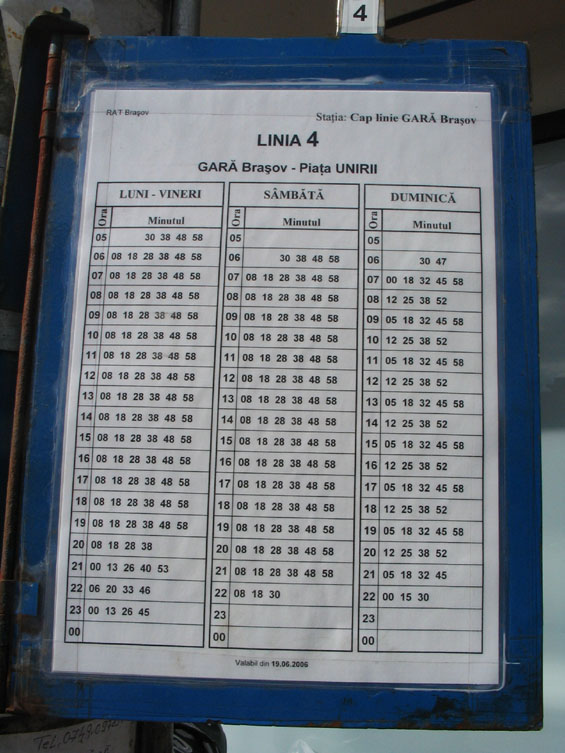 4
RAT Braşov
Staţia: Cap linie GARĂ Braşov
LINIA 4
GARĂ Braşov - Piaţa UNIRII
LUNI - VINERI
Ora Minutul
05 30 38 48 58
06 08 18 28 38 48 58
07 08 18 28 38 48 58
08 08 18 28 38 48 58
09 08 18 28 38 48 58
10 08 18 28 38 48 58
11 08 18 28 38 48 58
12 08 18 28 38 48 58
13 08 18 28 38 48 58
14 08 18 28 38 48 58
15 08 18 28 38 48 58
16 08 18 28 38 48 58
17 08 18 28 38 48 58
18 08 18 28 38 48 58
19 08 18 28 38 48 58
20 08 18 28 38
21 00 13 26 40 53
22 06 20 33 46
23 00 13 26 45
00
SÂMBĂTĂ
Ora Minutul
05
06 30 38 48 58
07 08 18 28 38 48 58
08 08 18 28 38 48 58
09 08 18 28 38 48 58
10 08 18 28 38 48 58
11 08 18 28 38 48 58
12 08 18 28 38 48 58
13 08 18 28 38 48 58
14 08 18 28 38 48 58
15 08 18 28 38 48 58
16 08 18 28 38 48 58
17 08 18 28 38 48 58
18 08 18 28 38 48 58
19 08 18 28 38 48 58
20 08 18 28 38 48 58
21 08 18 28 38 48 58
22 08 18 30
23
00
DUMINICĂ
Ora Minutul
05
06 30 47
07 00 18 32 45 58
08 12 25 38 52
09 05 18 32 45 58
10 12 25 38 52
11 05 18 32 45 58
12 12 25 38 52
13 05 18 32 45 58
14 12 25 38 52
15 05 18 32 45 58
16 12 25 38 52
17 05 18 32 45 58
18 12 25 38 52
19 05 18 32 45 58
20 12 25 38 52
21 05 18 32 45
22 00 15 30
23
00
Valabil din 19.06.2006